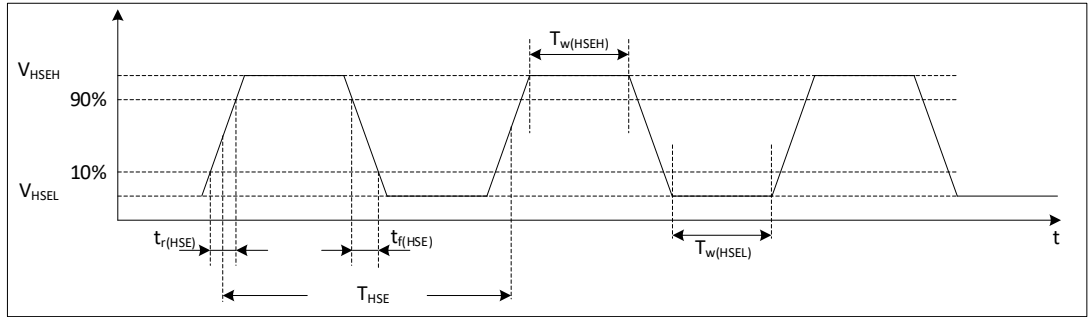 T_w(HSEH)
V_HSEH
90%
10%
V_HSEL
t_r(HSE)
t_f(HSE)
T_w(HSEL)
t
T_HSE